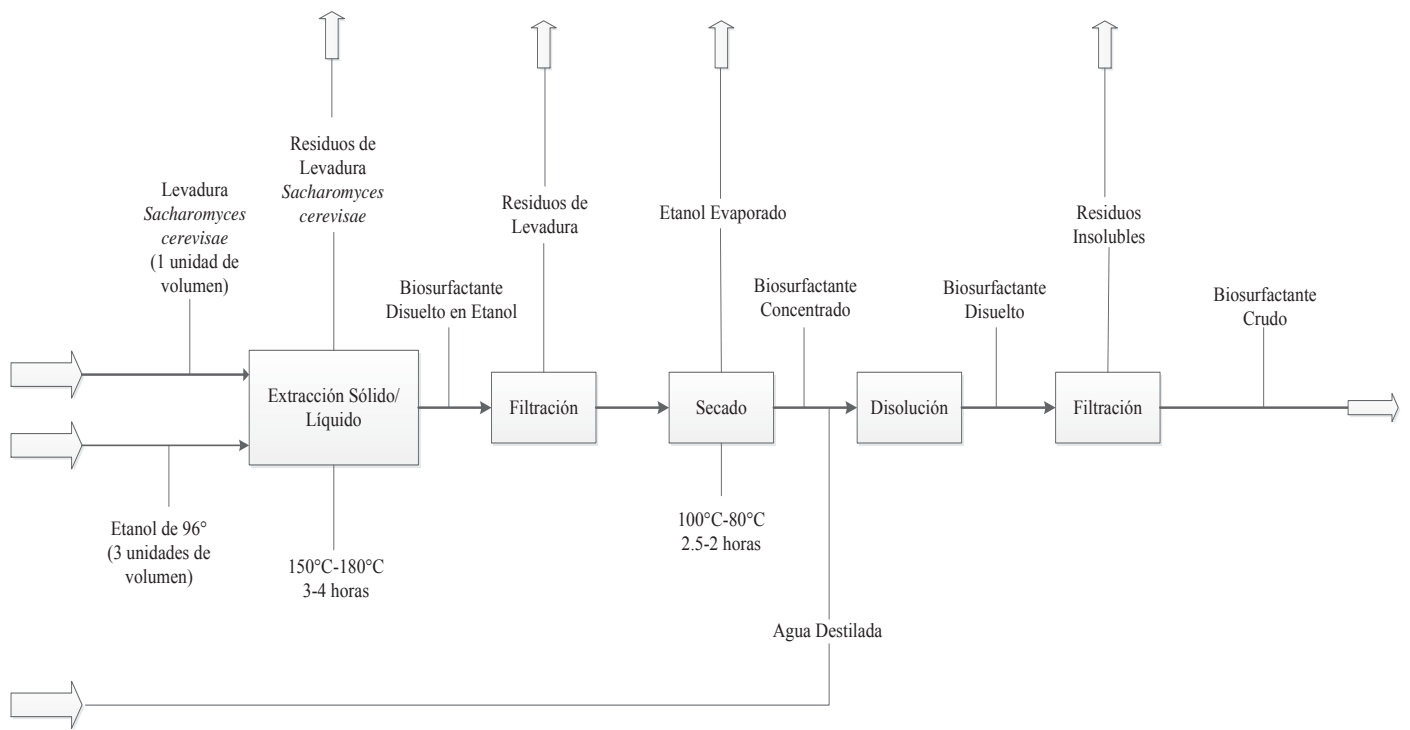 Residuos de
Levadura
Sacharomyces
cerevisae
Levadura
Sacharomyces
cerevisae
(1 unidad de
volumen)
Residuos de
Levadura
Etanol Evaporado
Residuos
Insolubles
Biosurfactante
Disuelto en Etanol
Biosurfactante
Concentrado
Biosurfactante
Disuelto
Biosurfactante
Crudo
Extracción Sólido/
Líquido
Filtración
Secado
Disolución
Filtración
Etanol de 96°
(3 unidades de
volumen)
150°C-180°C
3-4 horas
100°C-80°C
2.5-2 horas
Agua Destilada